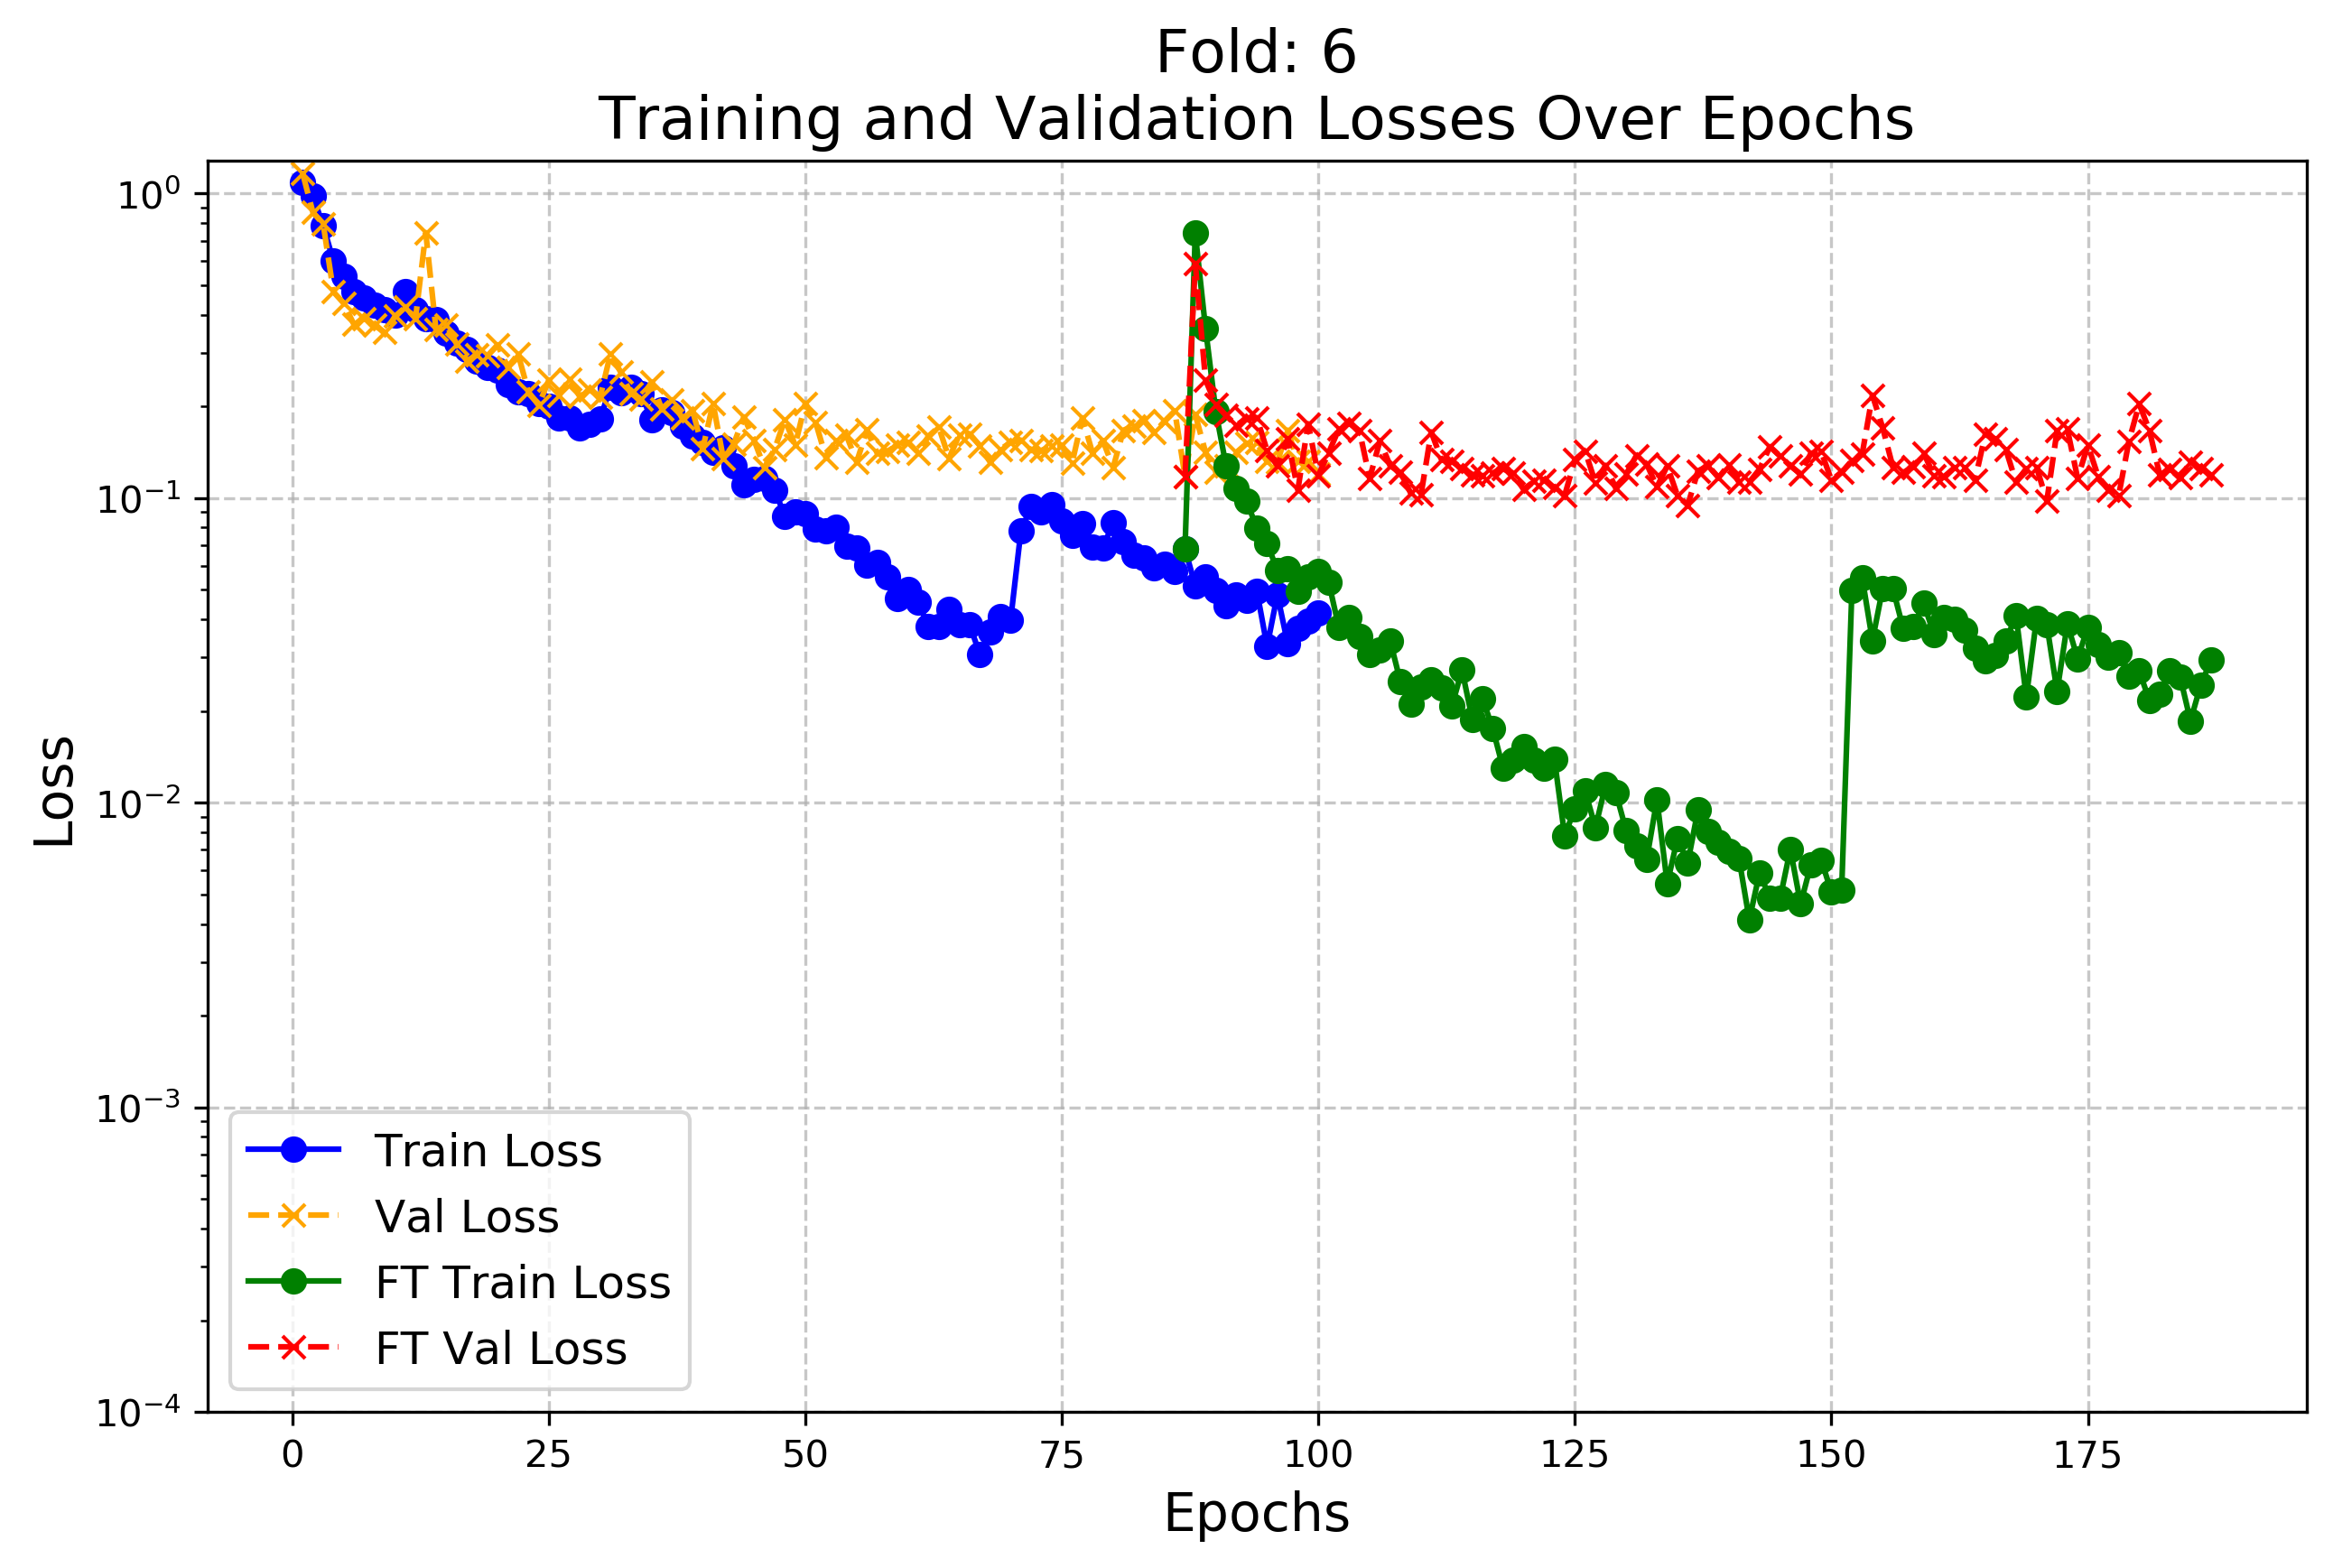 Fold: 6
Training and Validation Losses Over Epochs
Loss
10⁰
10⁻¹
10⁻²
10⁻³
10⁻⁴
Train Loss
Val Loss
FT Train Loss
FT Val Loss
0 25 50 75 100 125 150 175
Epochs